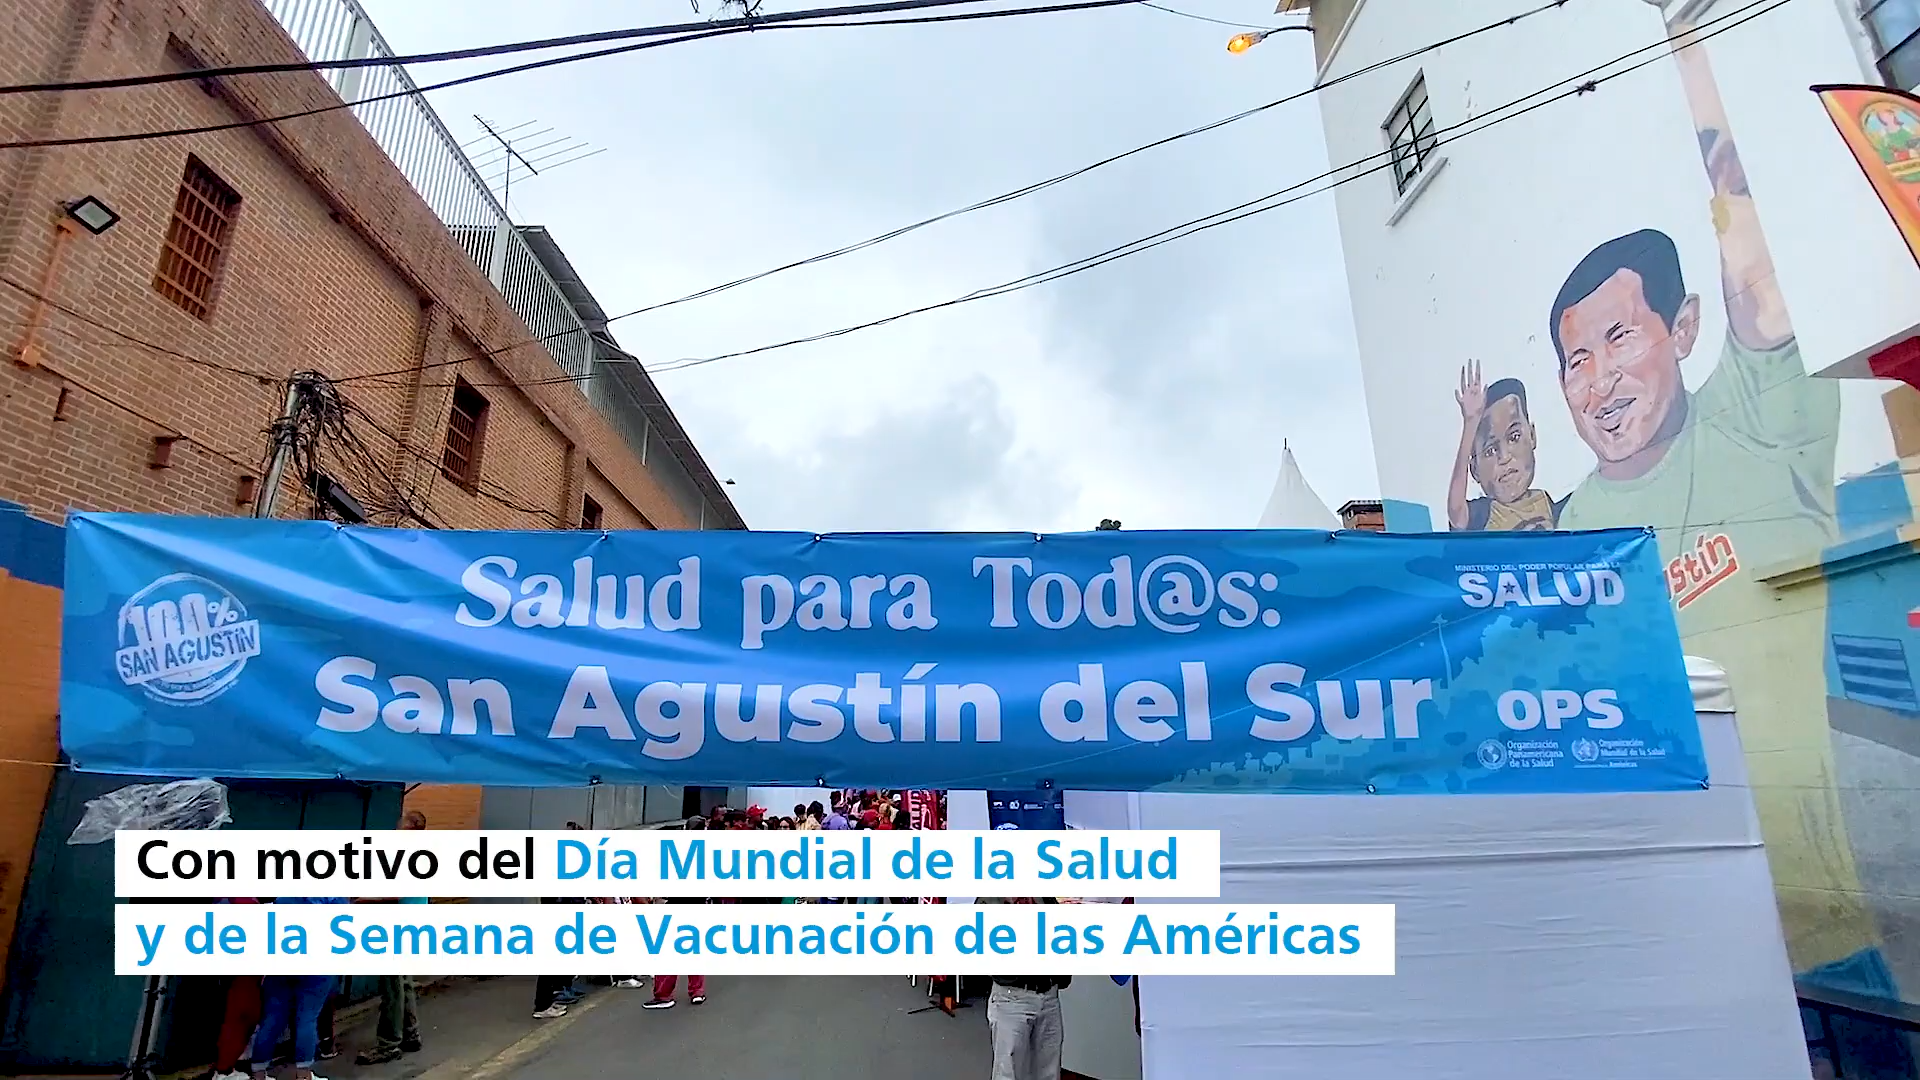 Salud para Tod@s:
San Agustín del Sur
100%
SAN AGUSTÍN
MINISTERIO DEL PODER POPULAR PARA LA
SALUD
OPS
Organización
Panamericana
de la Salud
Organización
Mundial de la Salud
Américas
stín
SALUD
Con motivo del Día Mundial de la Salud
y de la Semana de Vacunación de las Américas